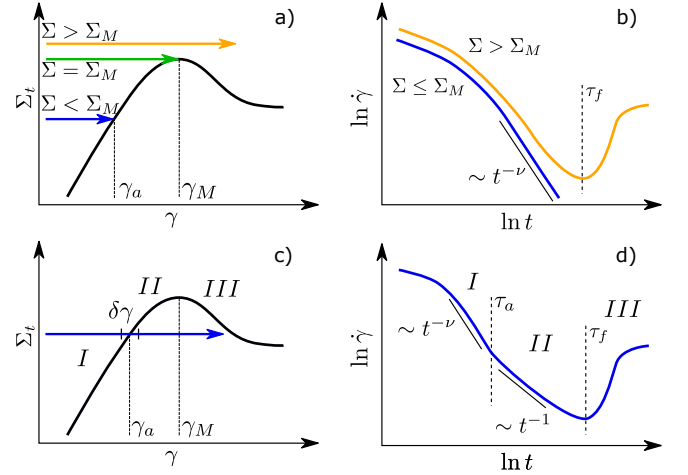 a)
Σ > Σ_M
Σ = Σ_M
Σ < Σ_M
Σ_t
γ_a
γ_M
γ
b)
Σ > Σ_M
Σ ≤ Σ_M
τ_f
ln γ̇
∼ t^{-ν}
ln t
c)
II
III
δγ
I
Σ_t
γ_a
γ_M
γ
d)
I
τ_a
III
τ_f
∼ t^{-ν}
II
ln γ̇
∼ t^{-1}
ln t